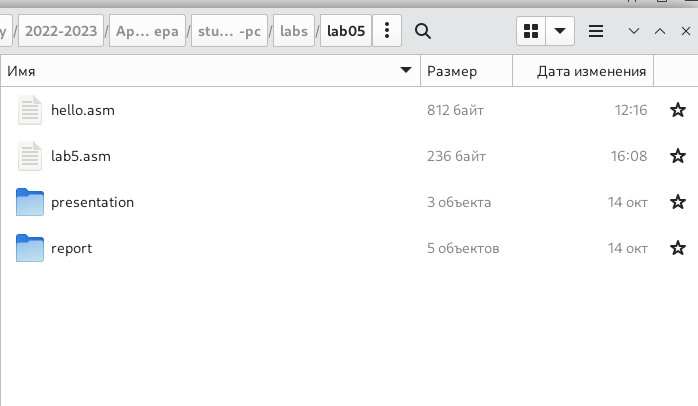 y / 2022-2023 / Ар... ера / stu... -pc / labs / lab05
Имя Размер Дата изменения
hello.asm 812 байт 12:16
lab5.asm 236 байт 16:08
presentation 3 объекта 14 окт
report 5 объектов 14 окт